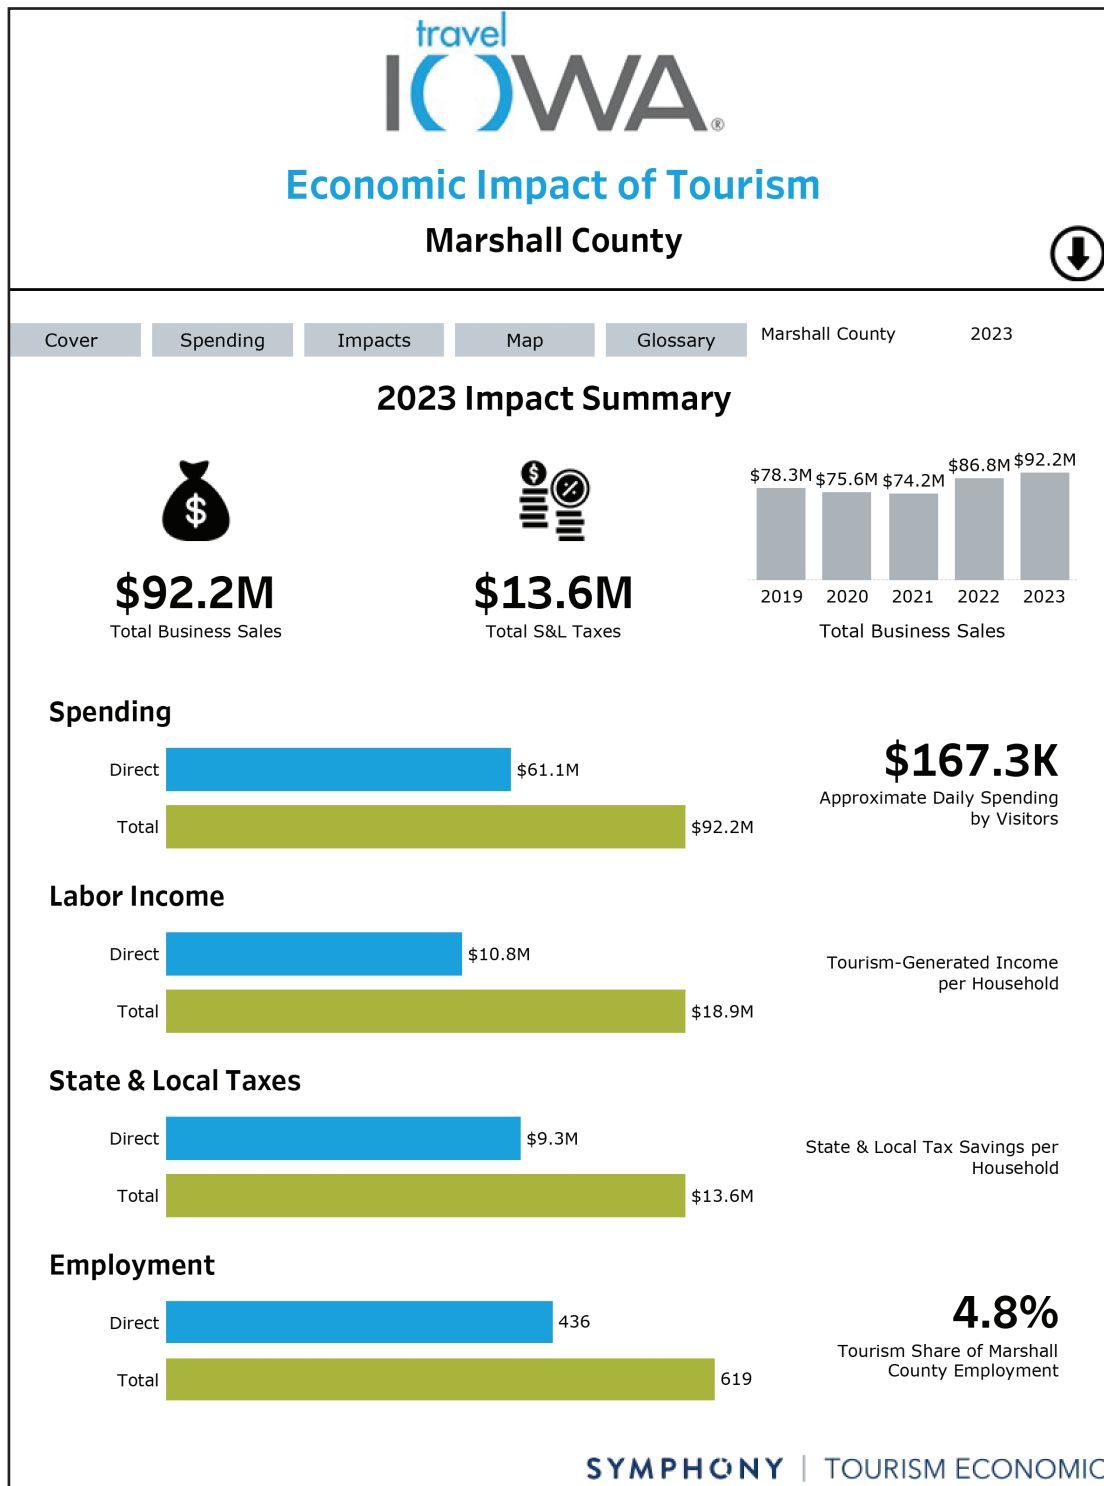 travel
IOWA®
Economic Impact of Tourism
Marshall County
Cover
Spending
Impacts
Map
Glossary
Marshall County
2023
2023 Impact Summary
$92.2M
Total Business Sales
$13.6M
Total S&L Taxes
$78.3M
$75.6M
$74.2M
$86.8M
$92.2M
2019
2020
2021
2022
2023
Total Business Sales
Spending
Direct
$61.1M
Total
$92.2M
$167.3K
Approximate Daily Spending
by Visitors
Labor Income
Direct
$10.8M
Total
$18.9M
Tourism-Generated Income
per Household
State & Local Taxes
Direct
$9.3M
Total
$13.6M
State & Local Tax Savings per
Household
Employment
Direct
436
Total
619
4.8%
Tourism Share of Marshall
County Employment
SYMPHONY | TOURISM ECONOMIC